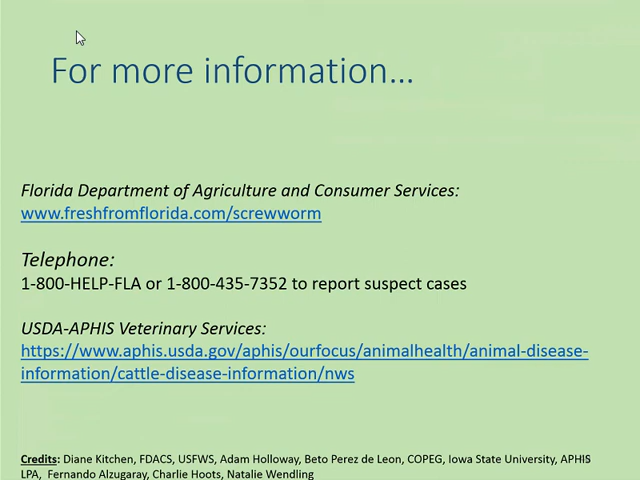 For more information...
Florida Department of Agriculture and Consumer Services:
www.freshfromflorida.com/screwworm
Telephone:
1-800-HELP-FLA or 1-800-435-7352 to report suspect cases
USDA-APHIS Veterinary Services:
https://www.aphis.usda.gov/aphis/ourfocus/animalhealth/animal-disease-
information/cattle-disease-information/nws
Credits: Diane Kitchen, FDACS, USFWS, Adam Holloway, Beto Perez de Leon, COPEG, Iowa State University, APHIS
LPA, Fernando Alzugaray, Charlie Hoots, Natalie Wendling